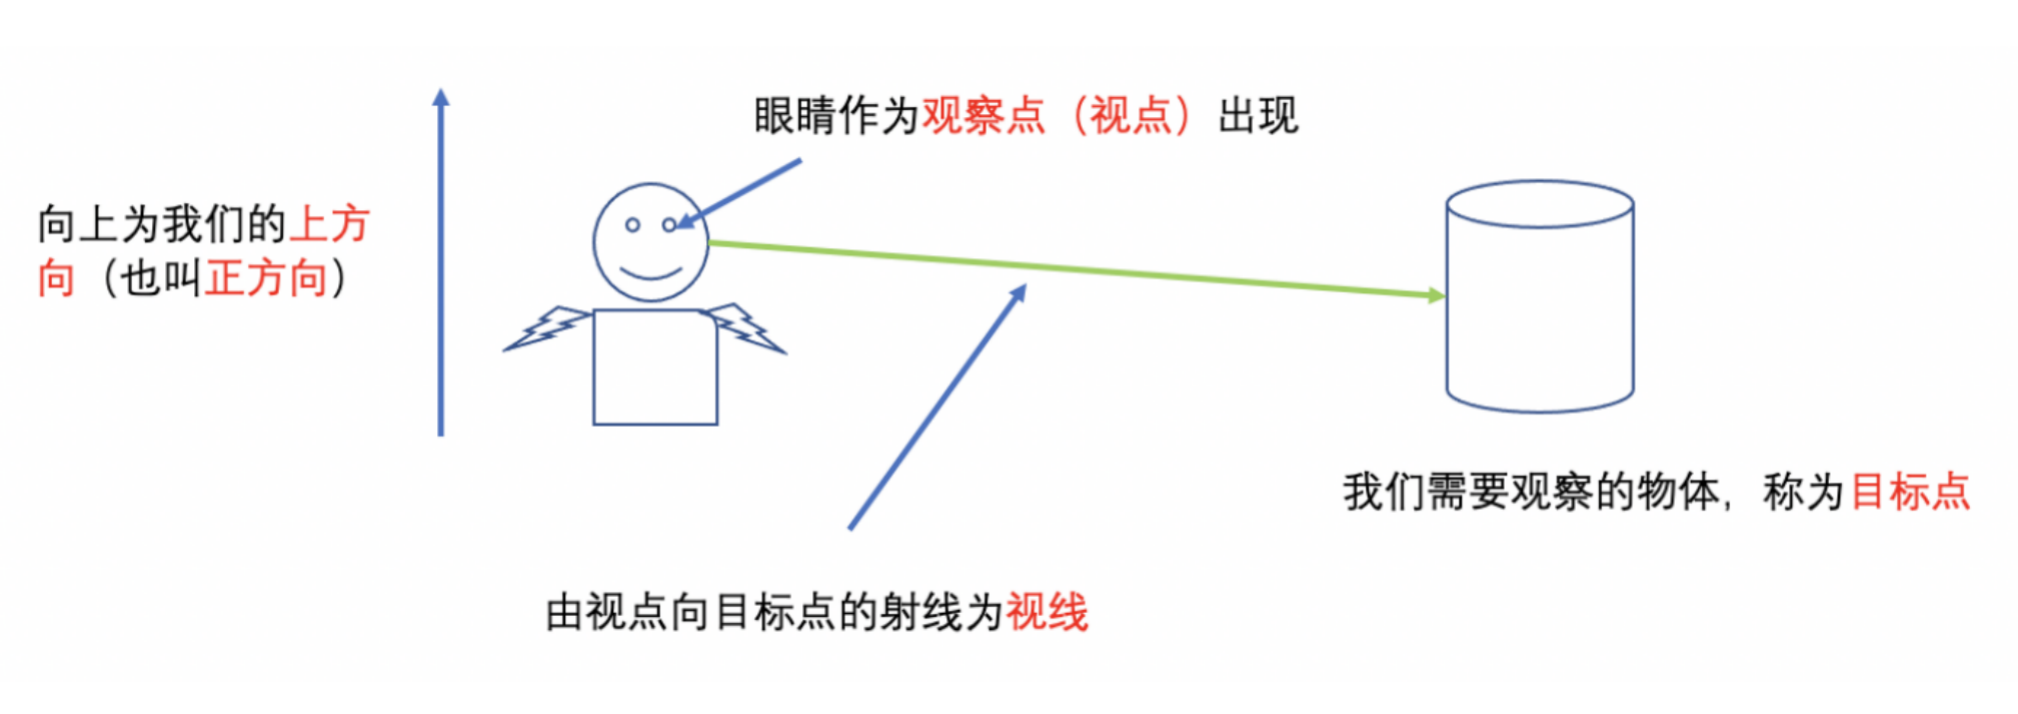 眼睛作为观察点（视点）出现
向上为我们的上方
向（也叫正方向）
我们需要观察的物体，称为目标点
由视点向目标点的射线为视线